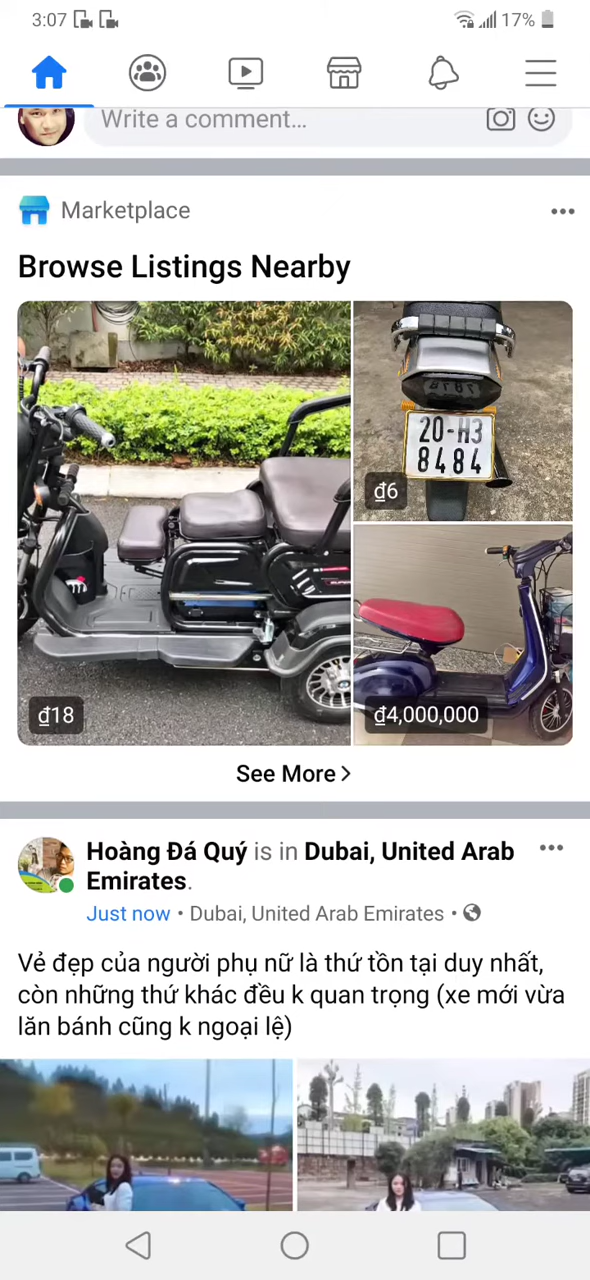 3:07
17%
Write a comment...
Marketplace
Browse Listings Nearby
20-H3
8484
₫6
₫18
₫4,000,000
See More
Hoàng Đá Quý is in Dubai, United Arab
Emirates.
Just now • Dubai, United Arab Emirates •
Vẻ đẹp của người phụ nữ là thứ tồn tại duy nhất,
còn những thứ khác đều k quan trọng (xe mới vừa
lăn bánh cũng k ngoại lệ)